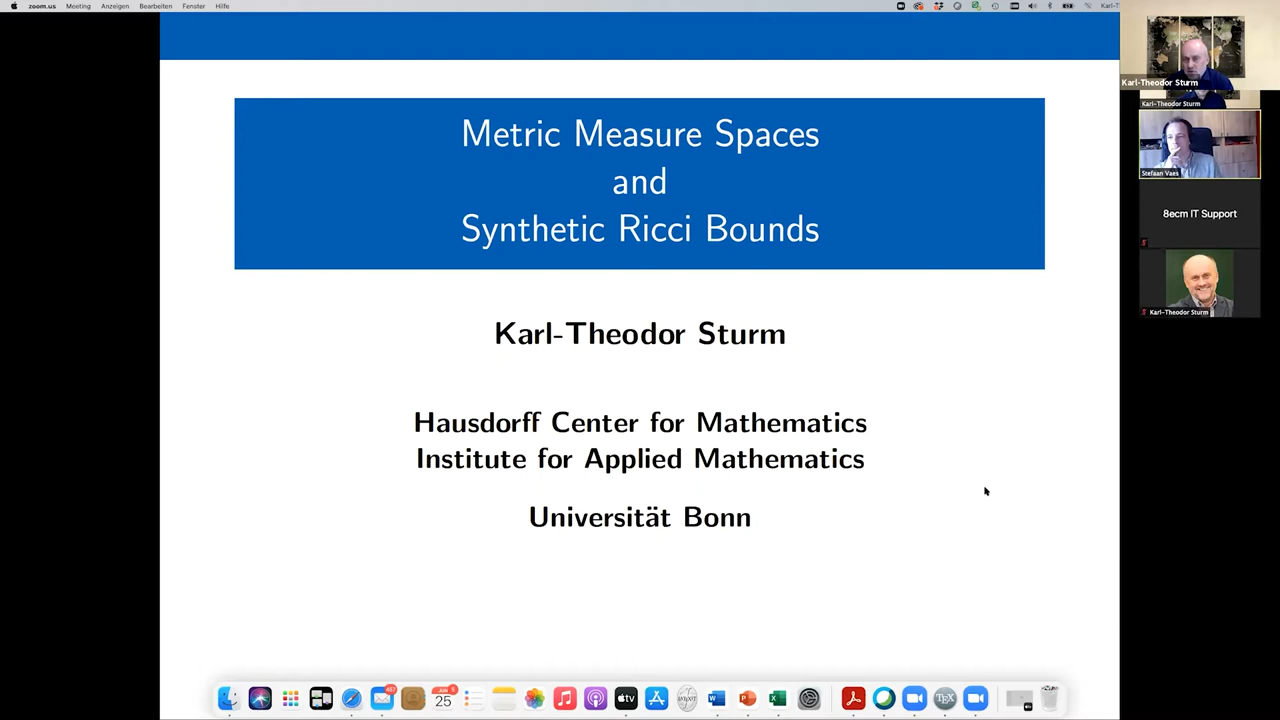 zoom.us Meeting Anzeigen Bearbeiten Fenster Hilfe
Metric Measure Spaces
and
Synthetic Ricci Bounds
Karl-Theodor Sturm
Hausdorff Center for Mathematics
Institute for Applied Mathematics
Universität Bonn
Karl-Theodor Sturm
Karl-Theodor Sturm
Stefaan Vaes
8ecm IT Support
Karl-Theodor Sturm
25
tv
TEX